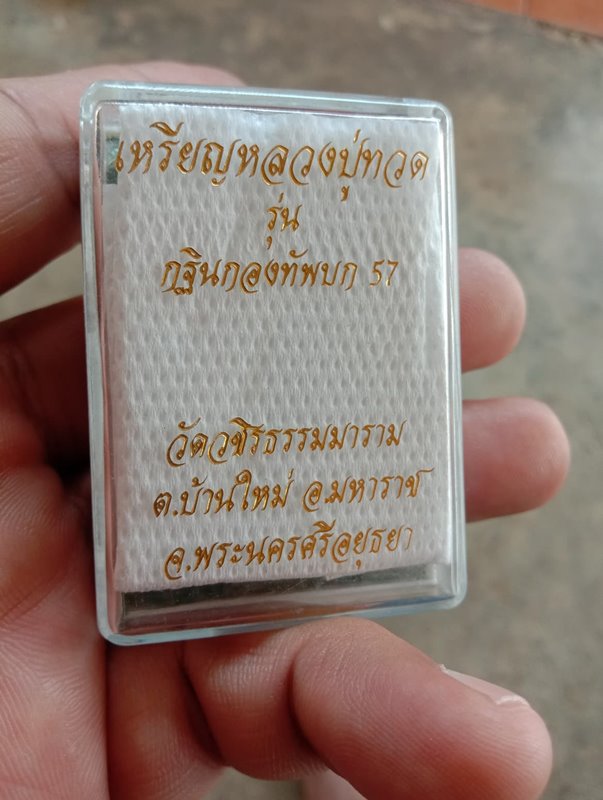 เหรียญหลวงปู่ทวด
รุ่น
กฐินกองทัพบก 57
วัดวชิรธรรมมาราม
ต.บ้านใหม่ อ.มหาราช
จ.พระนครศรีอยุธยา